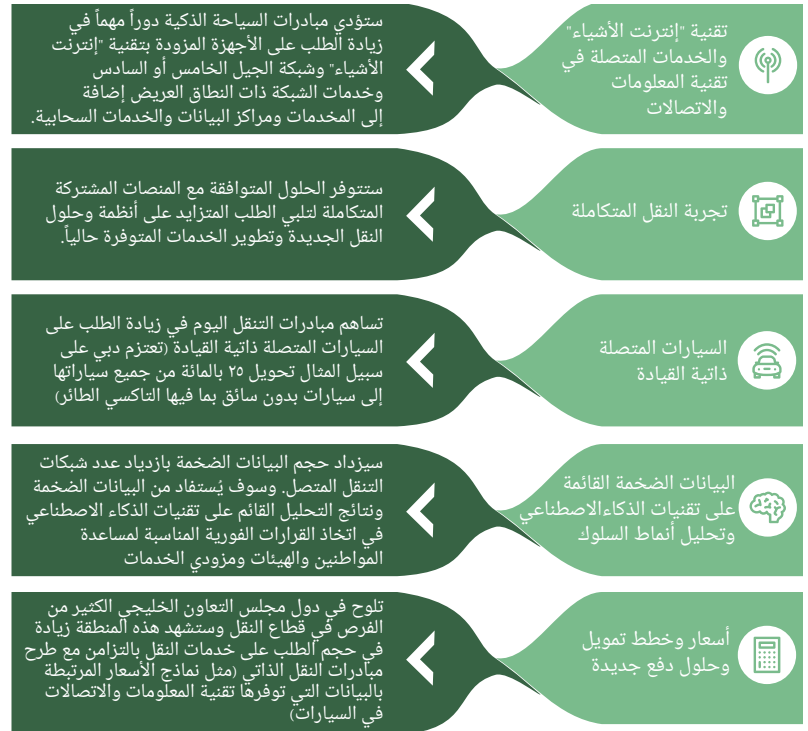 تقنية "إنترنت الأشياء"
والخدمات المتصلة في
تقنية المعلومات
والاتصالات
ستؤدي مبادرات السياحة الذكية دوراً مهماً في
زيادة الطلب على الأجهزة المزودة بتقنية "إنترنت
الأشياء" وشبكة الجيل الخامس أو السادس
وخدمات الشبكة ذات النطاق العريض إضافة
إلى المخدمات ومراكز البيانات والخدمات السحابية.
تجربة النقل المتكاملة
ستتوفر الحلول المتوافقة مع المنصات المشتركة
المتكاملة لتلبي الطلب المتزايد على أنظمة وحلول
النقل الجديدة وتطوير الخدمات المتوفرة حالياً.
السيارات المتصلة
ذاتية القيادة
تساهم مبادرات التنقل اليوم في زيادة الطلب على
السيارات المتصلة ذاتية القيادة (تعتزم دبي على
سبيل المثال تحويل ٢٥ بالمائة من جميع سياراتها
إلى سيارات بدون سائق بما فيها التاكسي الطائر)
البيانات الضخمة القائمة
على تقنيات الذكاءالاصطناعي
وتحليل أنماط السلوك
سيزداد حجم البيانات الضخمة بازدياد عدد شبكات
التنقل المتصل. وسوف يُستفاد من البيانات الضخمة
ونتائج التحليل القائم على تقنيات الذكاء الاصطناعي
في اتخاذ القرارات الفورية المناسبة لمساعدة
المواطنين والهيئات ومزودي الخدمات
أسعار وخطط تمويل
وحلول دفع جديدة
تلوح في دول مجلس التعاون الخليجي الكثير من
الفرص في قطاع النقل وستشهد هذه المنطقة زيادة
في حجم الطلب على خدمات النقل بالتزامن مع طرح
مبادرات النقل الذاتي (مثل نماذج الأسعار المرتبطة
بالبيانات التي توفرها تقنية المعلومات والاتصالات
في السيارات)